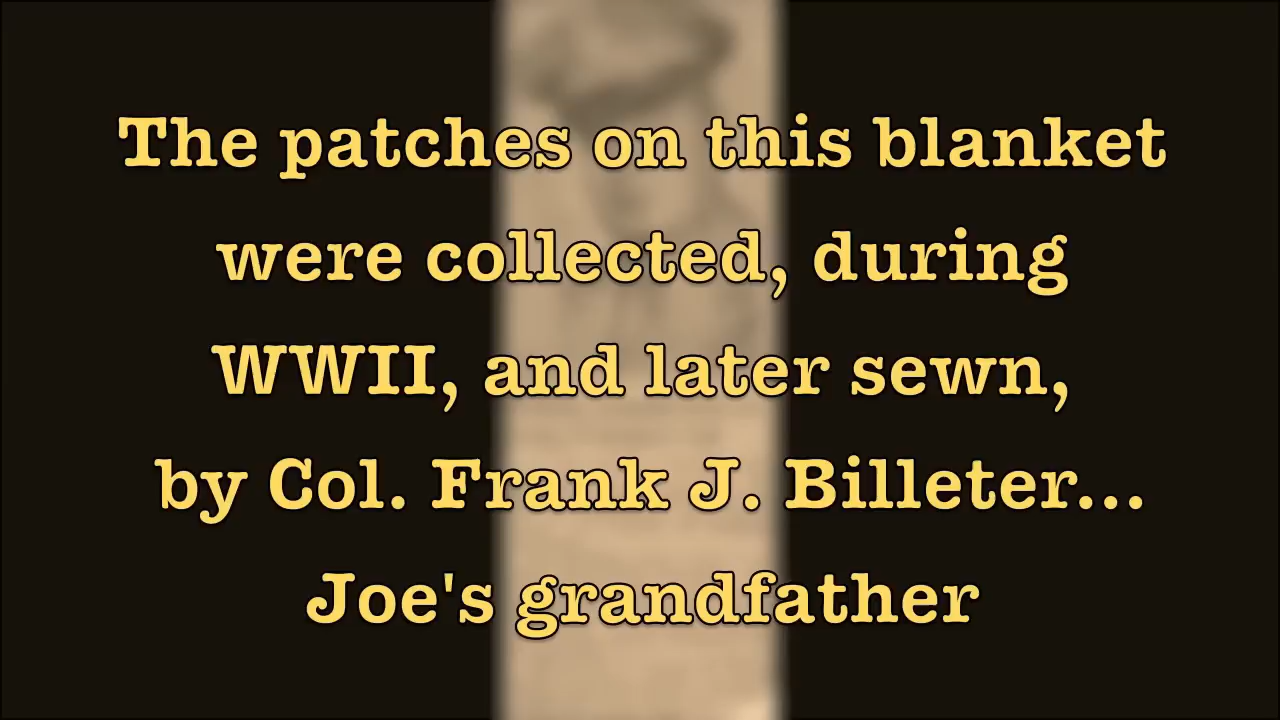 The patches on this blanket
were collected, during
WWII, and later sewn,
by Col. Frank J. Billeter...
Joe's grandfather